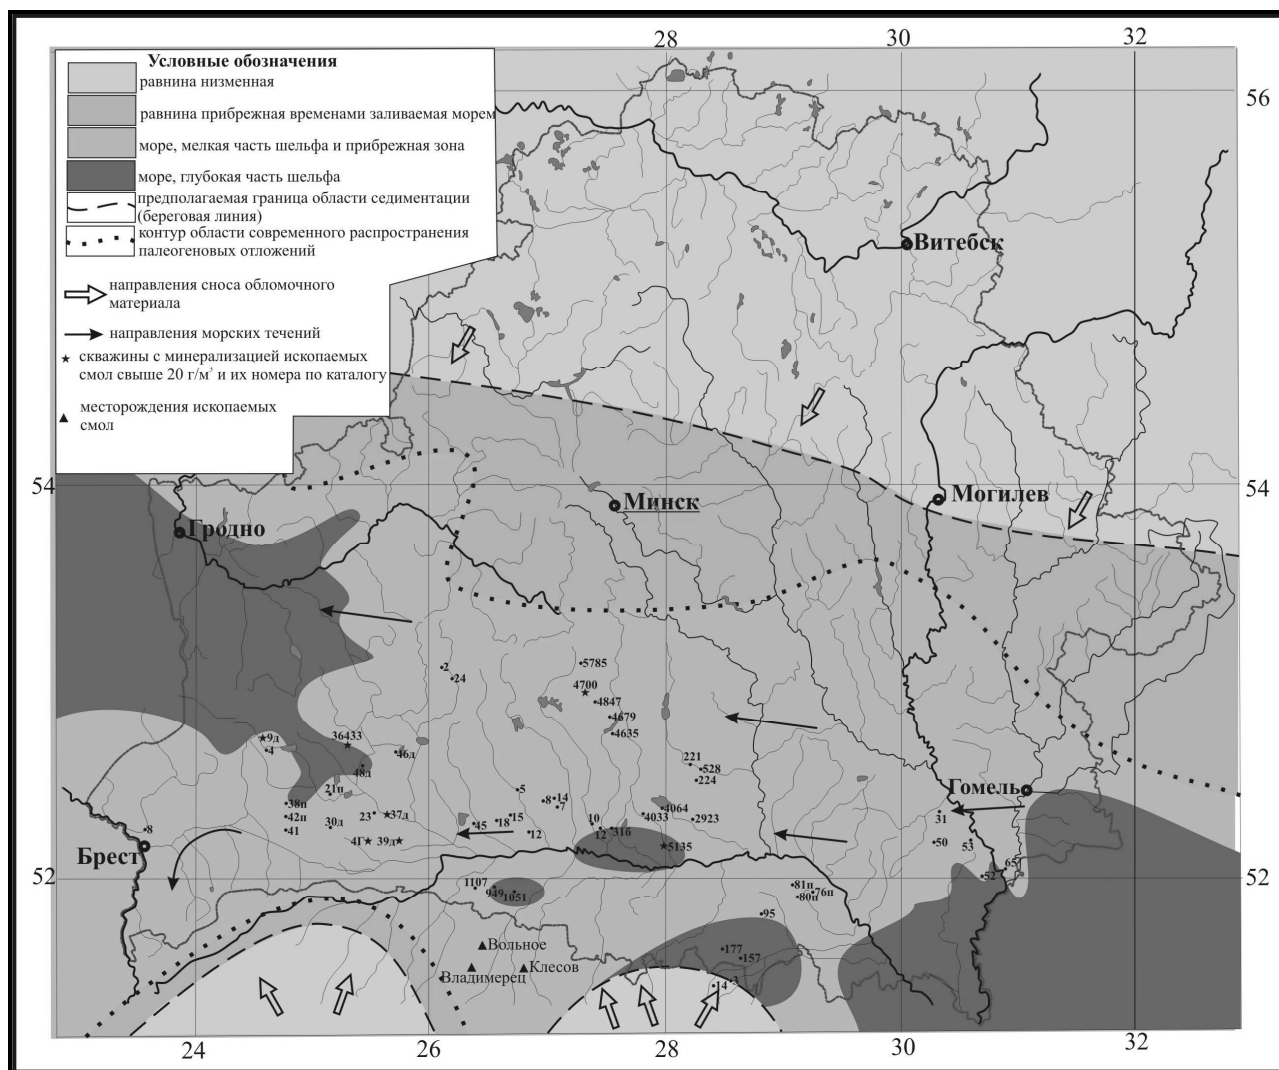 28
30
32
Условные обозначения
равнина низменная
56
равнина прибрежная временами заливаемая морем
море, мелкая часть шельфа и прибрежная зона
море, глубокая часть шельфа
предполагаемая граница области седиментации
(береговая линия)
контур области современного распространения
палеогеновых отложений
Витебск
направления сноса обломочного
материала
направления морских течений
скважины с минерализацией ископаемых
смол свыше 20 г/м³ и их номера по каталогу
месторождения ископаемых
смол
54
54
Могилев
Минск
Гродно
2
24
5785
4700
4847
4679
4635
9д
4
36433
46д
48д
221
528
224
21п
38п
42п
41
23
37д
30д
4Г
39д
5
8
14
7
15
18
45
12
10
12
31б
4064
4033
2923
5135
Гомель
31
50
53
52
65
8
Брест
52
52
1107
949
1051
81п
76п
80п
95
177
157
3
14
Вольное
Владимерец
Клесов
24
26
28
30
32